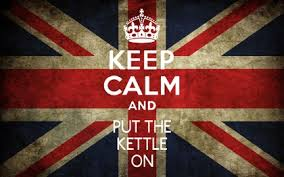 KEEP
CALM
AND
PUT THE
KETTLE
ON